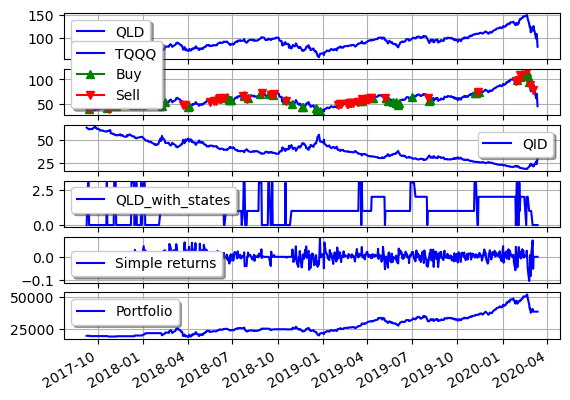 150
100
QLD
TQQQ
Buy
Sell
100
50
50
25
QID
2.5
0.0
QLD_with_states
0.0
−0.1
Simple returns
50000
25000
Portfolio
2017-10
2018-01
2018-04
2018-07
2018-10
2019-01
2019-04
2019-07
2019-10
2020-01
2020-04